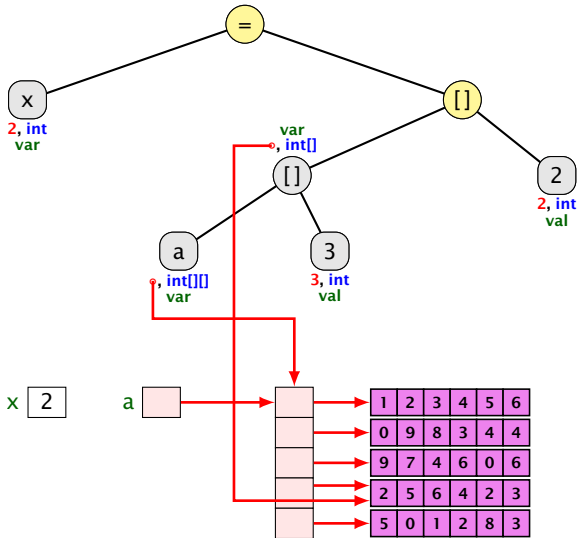 =
x
[]
2, int
var
var
, int[]
[]
2
2, int
val
a
3
, int[][]
var
3, int
val
x 2 a
1 2 3 4 5 6
0 9 8 3 4 4
9 7 4 6 0 6
2 5 6 4 2 3
5 0 1 2 8 3